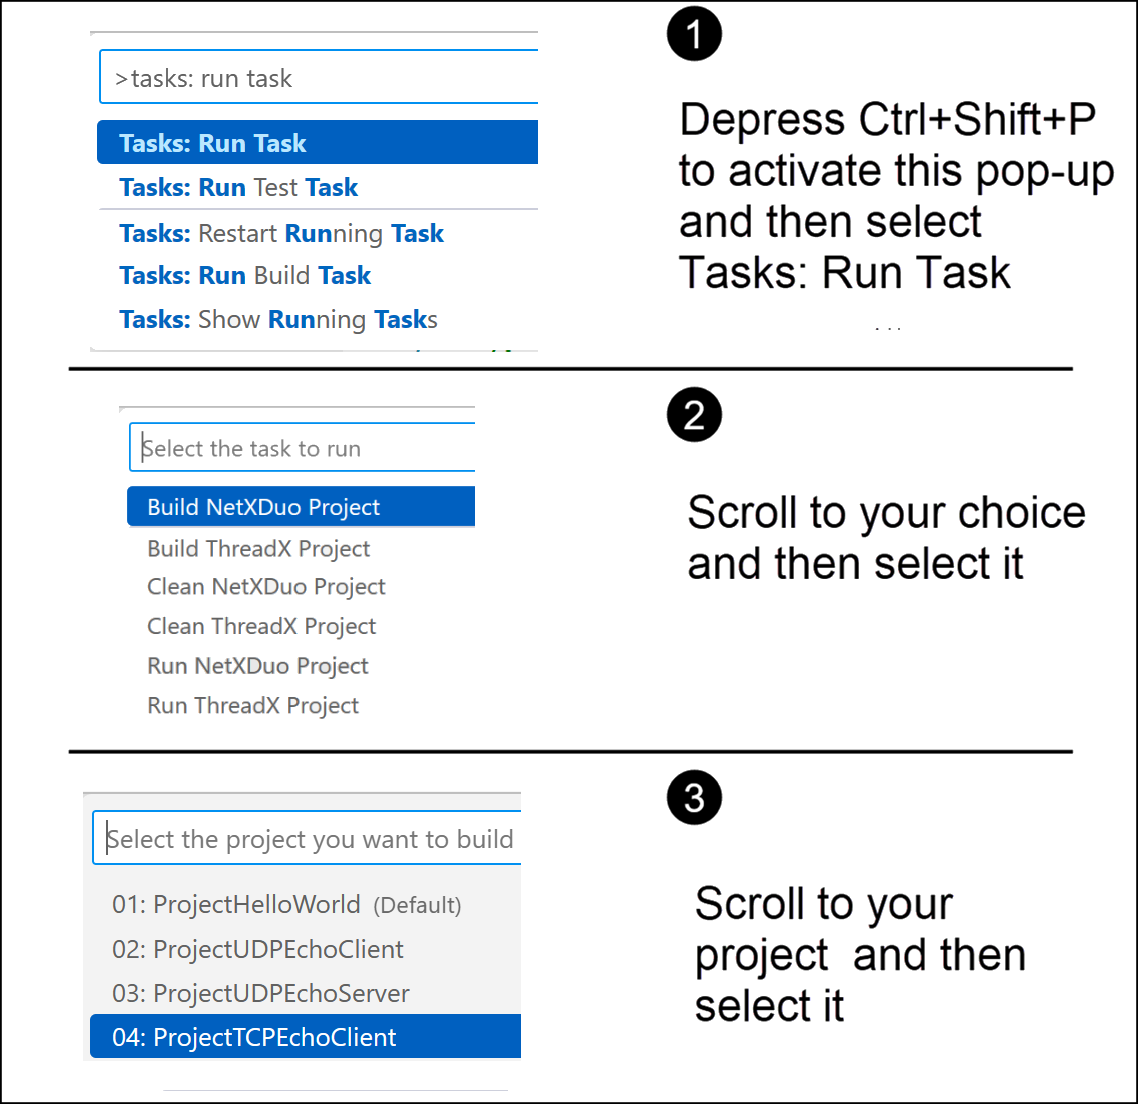 >tasks: run task
Tasks: Run Task
Tasks: Run Test Task
Tasks: Restart Running Task
Tasks: Run Build Task
Tasks: Show Running Tasks
1
Depress Ctrl+Shift+P
to activate this pop-up
and then select
Tasks: Run Task
...
Select the task to run
Build NetXDuo Project
Build ThreadX Project
Clean NetXDuo Project
Clean ThreadX Project
Run NetXDuo Project
Run ThreadX Project
2
Scroll to your choice
and then select it
Select the project you want to build
01: ProjectHelloWorld (Default)
02: ProjectUDPEchoClient
03: ProjectUDPEchoServer
04: ProjectTCPEchoClient
3
Scroll to your
project  and then
select it